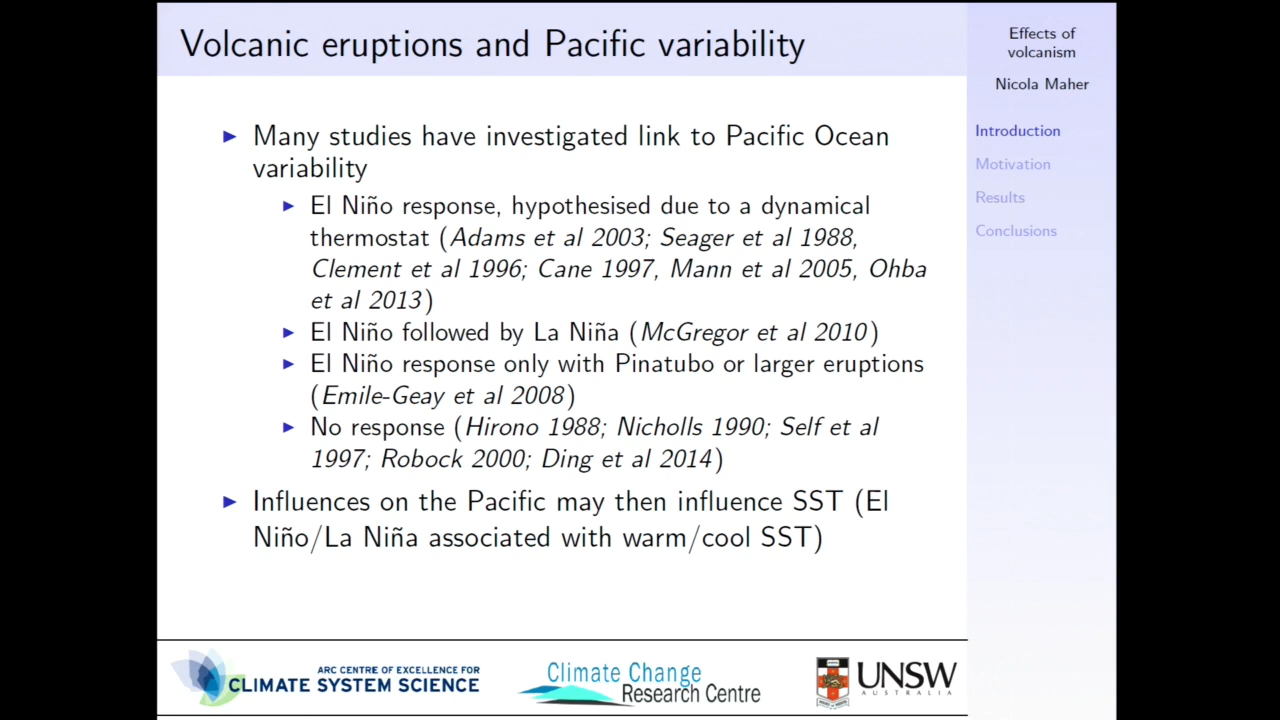 Volcanic eruptions and Pacific variability
Many studies have investigated link to Pacific Ocean
variability
El Niño response, hypothesised due to a dynamical
thermostat (Adams et al 2003; Seager et al 1988,
Clement et al 1996; Cane 1997, Mann et al 2005, Ohba
et al 2013)
El Niño followed by La Niña (McGregor et al 2010)
El Niño response only with Pinatubo or larger eruptions
(Emile-Geay et al 2008)
No response (Hirono 1988; Nicholls 1990; Self et al
1997; Robock 2000; Ding et al 2014)
Influences on the Pacific may then influence SST (El
Niño/La Niña associated with warm/cool SST)
Effects of
volcanism
Nicola Maher
Introduction
Motivation
Results
Conclusions
ARC CENTRE OF EXCELLENCE FOR
CLIMATE SYSTEM SCIENCE
Climate Change
Research Centre
UNSW
AUSTRALIA